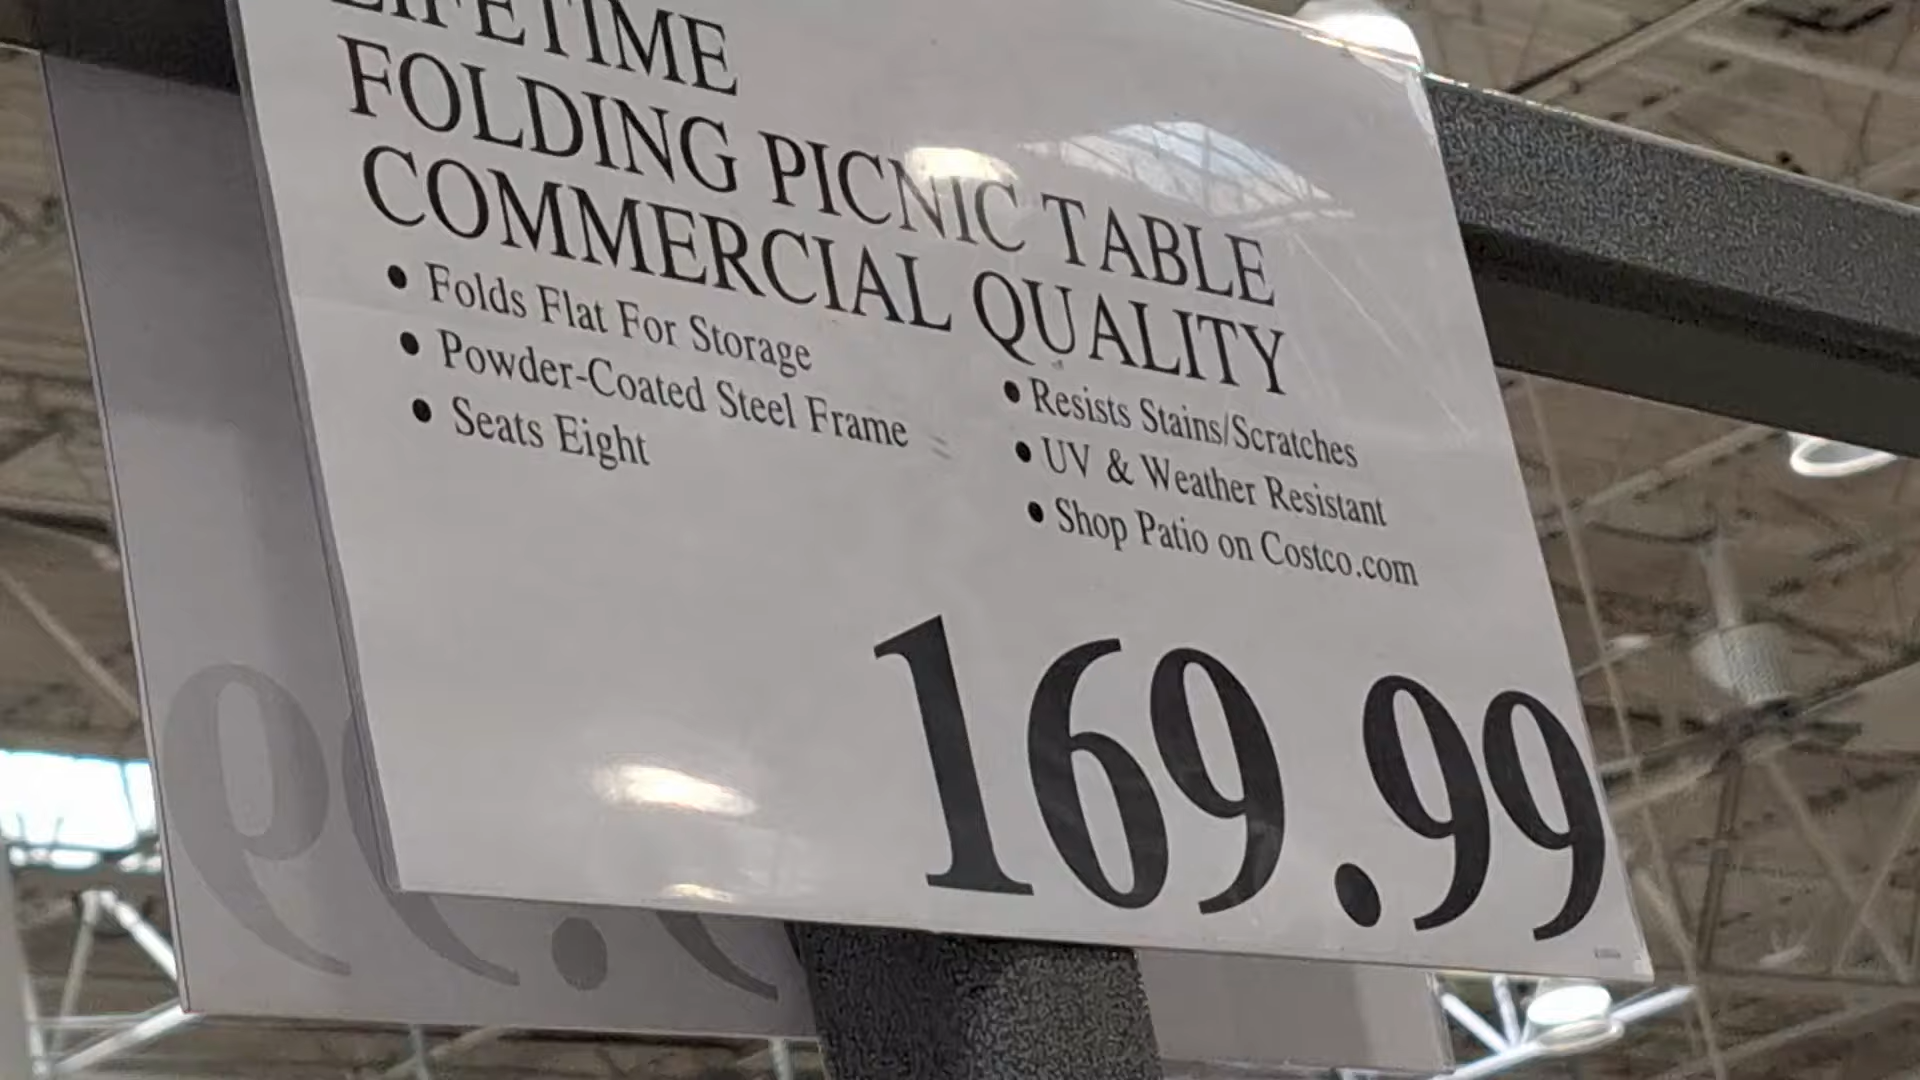 LIFETIME
FOLDING PICNIC TABLE
COMMERCIAL QUALITY
• Folds Flat For Storage
• Powder-Coated Steel Frame
• Seats Eight
• Resists Stains/Scratches
• UV & Weather Resistant
• Shop Patio on Costco.com
169.99